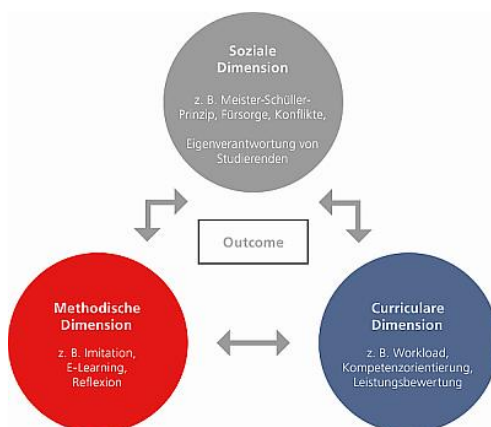 Soziale
Dimension
z. B. Meister-Schüller-
Prinzip, Fürsorge, Konflikte,
Eigenverantwortung von
Studierenden
Outcome
Methodische
Dimension
z. B. Imitation,
E-Learning,
Reflexion
Curriculare
Dimension
z. B. Workload,
Kompetenzorientierung,
Leistungsbewertung